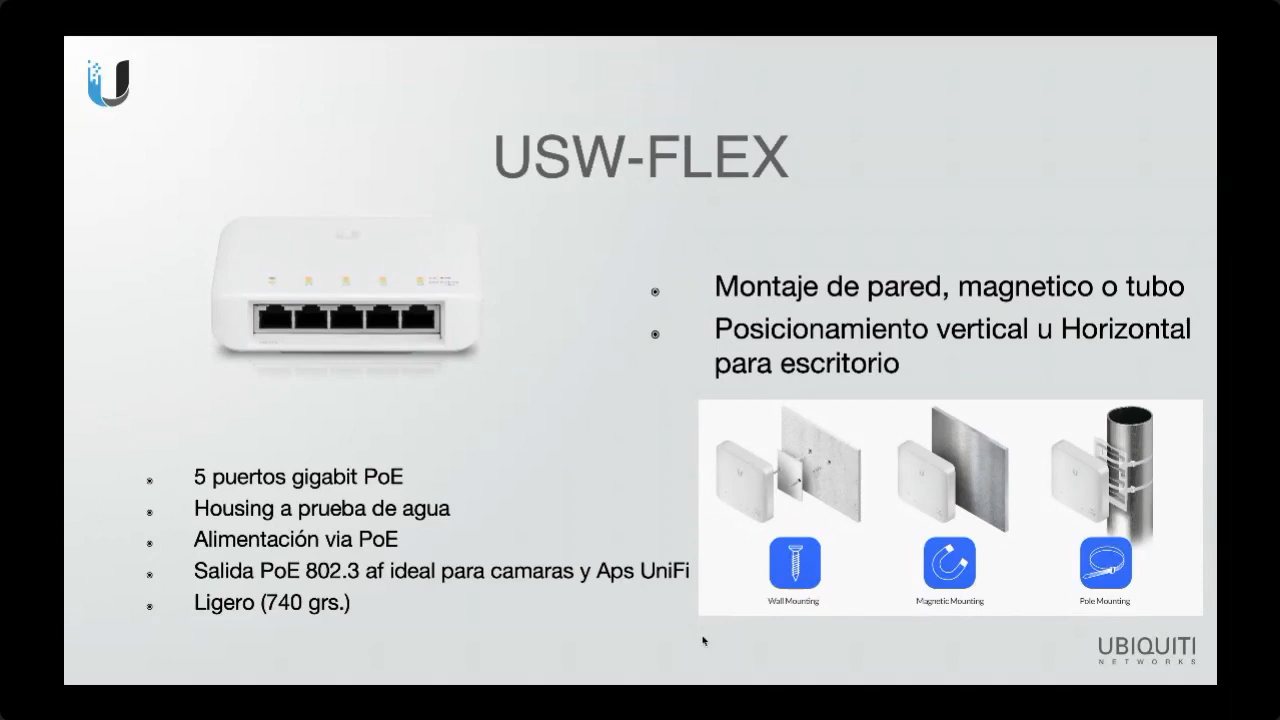 USW-FLEX
Montaje de pared, magnetico o tubo
Posicionamiento vertical u Horizontal
para escritorio
5 puertos gigabit PoE
Housing a prueba de agua
Alimentación via PoE
Salida PoE 802.3 af ideal para camaras y Aps UniFi
Ligero (740 grs.)
Wall Mounting
Magnetic Mounting
Pole Mounting
UBIQUITI
NETWORKS